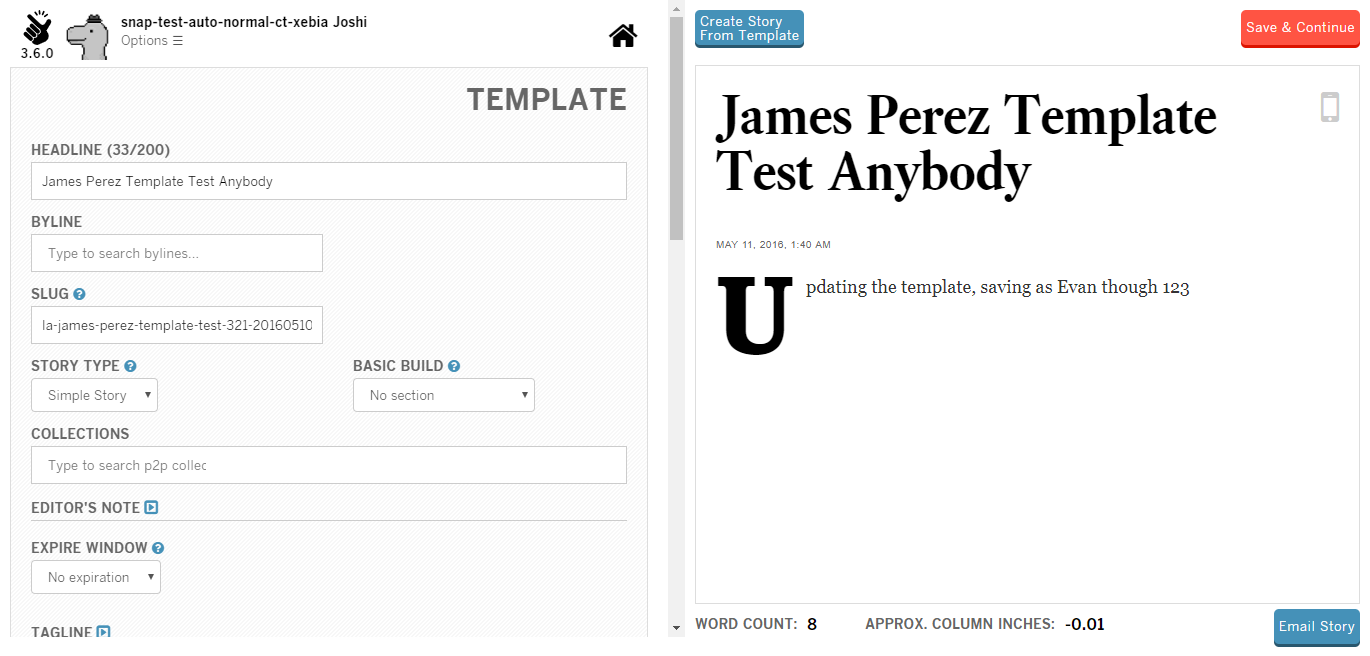 3.6.0
snap-test-auto-normal-ct-xebia Joshi
Options ☰
TEMPLATE
HEADLINE (33/200)
James Perez Template Test Anybody
BYLINE
Type to search bylines...
SLUG ?
la-james-perez-template-test-321-20160510
STORY TYPE ?
Simple Story
BASIC BUILD ?
No section
COLLECTIONS
Type to search p2p collec
EDITOR'S NOTE
EXPIRE WINDOW ?
No expiration
TAGLINE
Create Story
From Template
Save & Continue
James Perez Template
Test Anybody
MAY 11, 2016, 1:40 AM
Updating the template, saving as Evan though 123
WORD COUNT: 8
APPROX. COLUMN INCHES: -0.01
Email Story